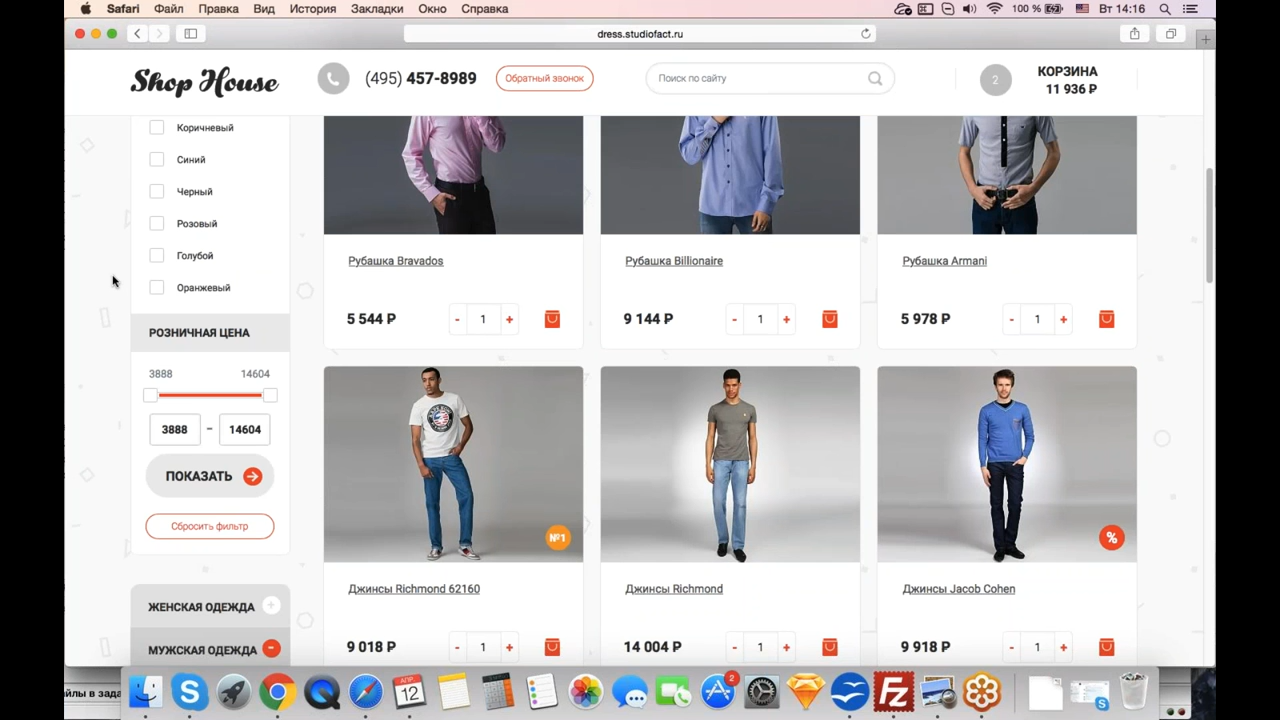 Safari Файл Правка Вид История Закладки Окно Справка 100 % Вт 14:16
dress.studiofact.ru
Shop House (495) 457-8989 Обратный звонок Поиск по сайту 2 КОРЗИНА
11 936 Р
Коричневый
Синий
Черный
Розовый
Голубой
Оранжевый
РОЗНИЧНАЯ ЦЕНА
3888 14604
3888 – 14604
ПОКАЗАТЬ
Сбросить фильтр
ЖЕНСКАЯ ОДЕЖДА +
МУЖСКАЯ ОДЕЖДА -
Рубашка Bravados Рубашка Billionaire Рубашка Armani
5 544 Р - 1 + 9 144 Р - 1 + 5 978 Р - 1 +
№1 %
Джинсы Richmond 62160 Джинсы Richmond Джинсы Jacob Cohen
9 018 Р - 1 + 14 004 Р - 1 + 9 918 Р - 1 +
йлы в зада
АПР 2
12
Fz